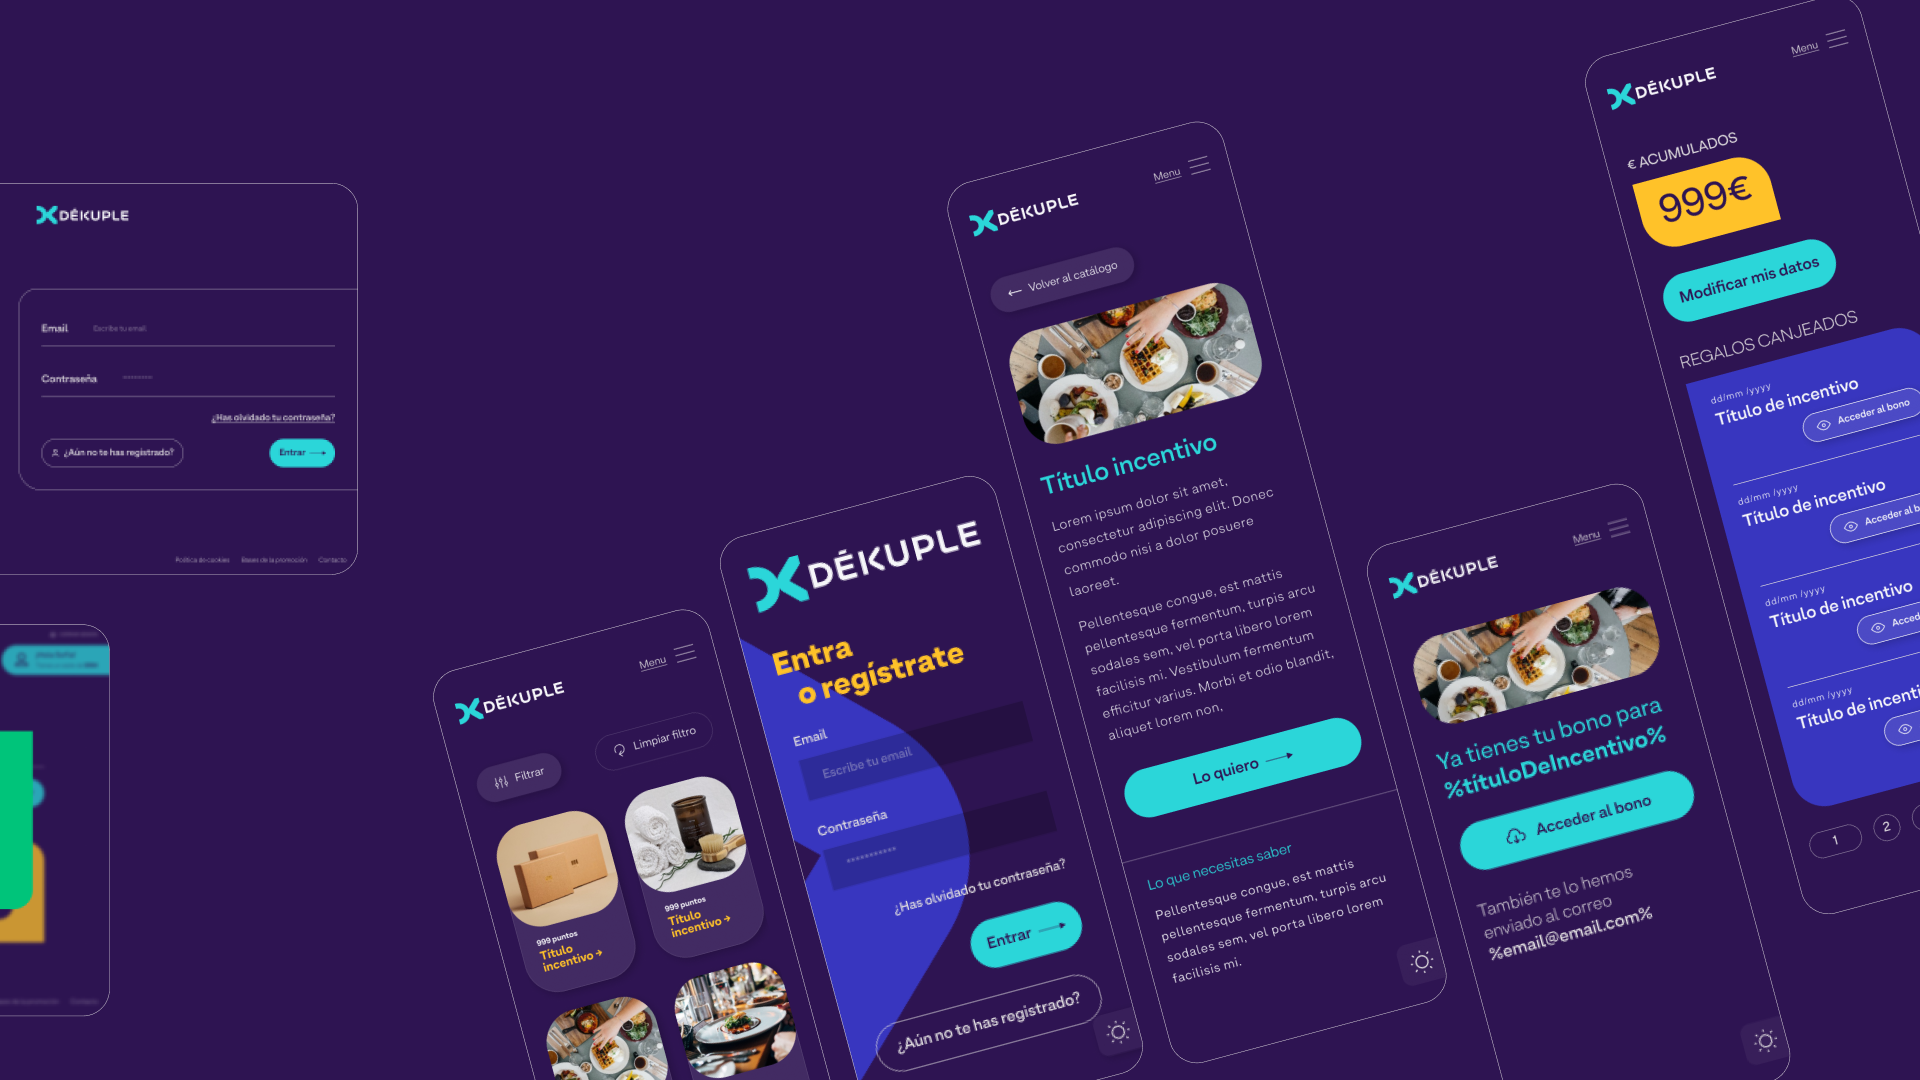 DÉKUPLE
Email
Escribe tu email
Contraseña
¿Has olvidado tu contraseña?
¿Aún no te has registrado?
Entrar
Política de cookies
Bases de la promoción
Contacto
DÉKUPLE
Menu
Filtrar
Limpiar filtro
999 puntos
Título
incentivo
999 puntos
Título
incentivo
DÉKUPLE
Entra
o regístrate
Email
Escribe tu email
Contraseña
***********
¿Has olvidado tu contraseña?
Entrar
¿Aún no te has registrado?
DÉKUPLE
Menu
Volver al catálogo
Título incentivo
Lorem ipsum dolor sit amet,
consectetur adipiscing elit. Donec
commodo nisi a dolor posuere
laoreet.
Pellentesque congue, est mattis
pellentesque fermentum, turpis arcu
sodales sem, vel porta libero lorem
facilisis mi. Vestibulum fermentum
efficitur varius. Morbi et odio blandit,
aliquet lorem non,
Lo quiero
Lo que necesitas saber
Pellentesque congue, est mattis
pellentesque fermentum, turpis arcu
sodales sem, vel porta libero lorem
facilisis mi.
DÉKUPLE
Menu
Ya tienes tu bono para
%títuloDeIncentivo%
Acceder al bono
También te lo hemos
enviado al correo
%email@email.com%
DÉKUPLE
Menu
€ ACUMULADOS
999€
Modificar mis datos
REGALOS CANJEADOS
dd/mm /yyyy
Título de incentivo
Acceder al bono
dd/mm /yyyy
Título de incentivo
Acceder al b
dd/mm /yyyy
Título de incentivo
Acced
dd/mm /yyyy
Título de incenti
1
2